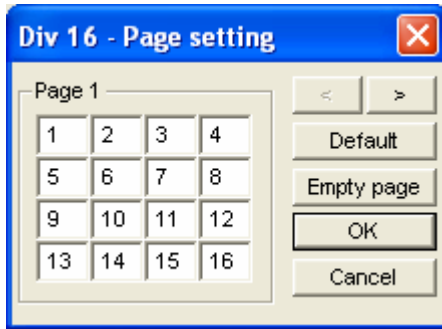 Div 16 - Page setting
Page 1
1 2 3 4
5 6 7 8
9 10 11 12
13 14 15 16
< >
Default
Empty page
OK
Cancel